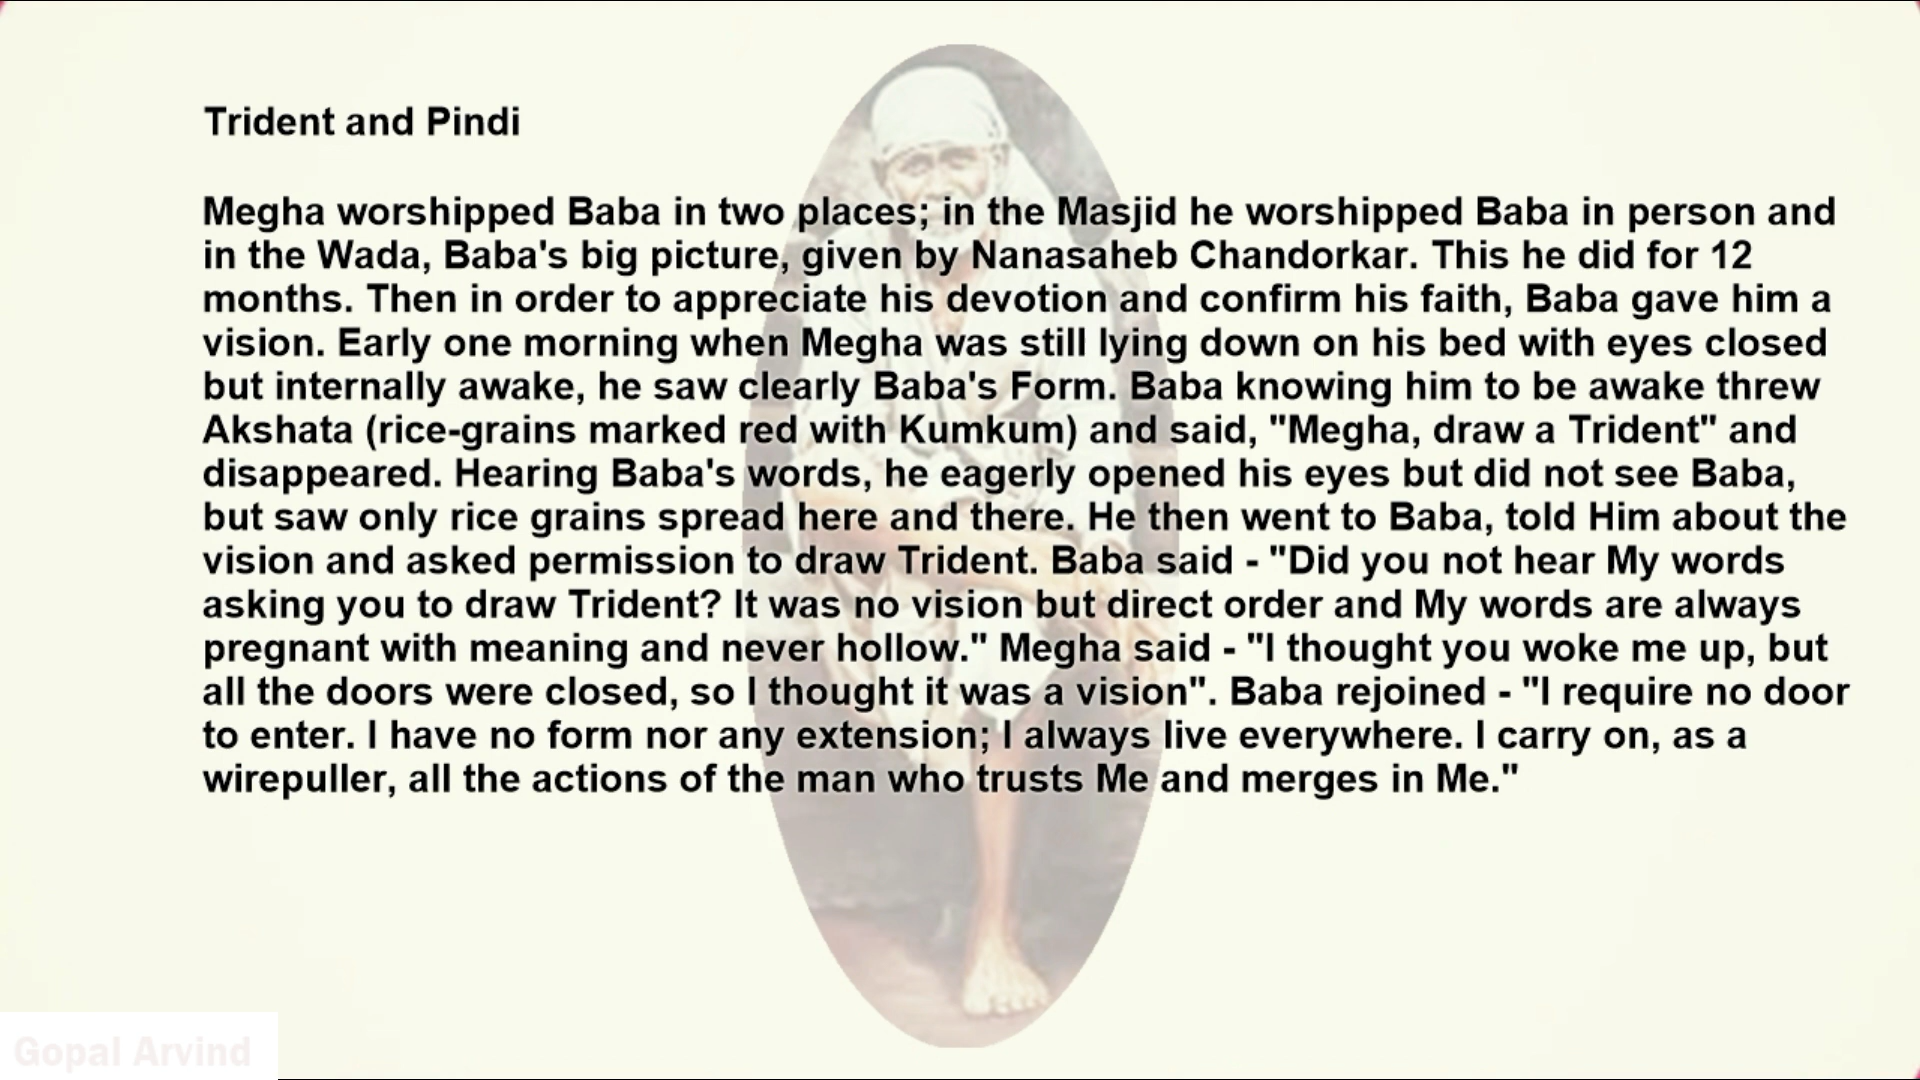 Trident and Pindi
Megha worshipped Baba in two places; in the Masjid he worshipped Baba in person and
in the Wada, Baba's big picture, given by Nanasaheb Chandorkar. This he did for 12
months. Then in order to appreciate his devotion and confirm his faith, Baba gave him a
vision. Early one morning when Megha was still lying down on his bed with eyes closed
but internally awake, he saw clearly Baba's Form. Baba knowing him to be awake threw
Akshata (rice-grains marked red with Kumkum) and said, "Megha, draw a Trident" and
disappeared. Hearing Baba's words, he eagerly opened his eyes but did not see Baba,
but saw only rice grains spread here and there. He then went to Baba, told Him about the
vision and asked permission to draw Trident. Baba said - "Did you not hear My words
asking you to draw Trident? It was no vision but direct order and My words are always
pregnant with meaning and never hollow." Megha said - "I thought you woke me up, but
all the doors were closed, so I thought it was a vision". Baba rejoined - "I require no door
to enter. I have no form nor any extension; I always live everywhere. I carry on, as a
wirepuller, all the actions of the man who trusts Me and merges in Me."
Gopal Arvind